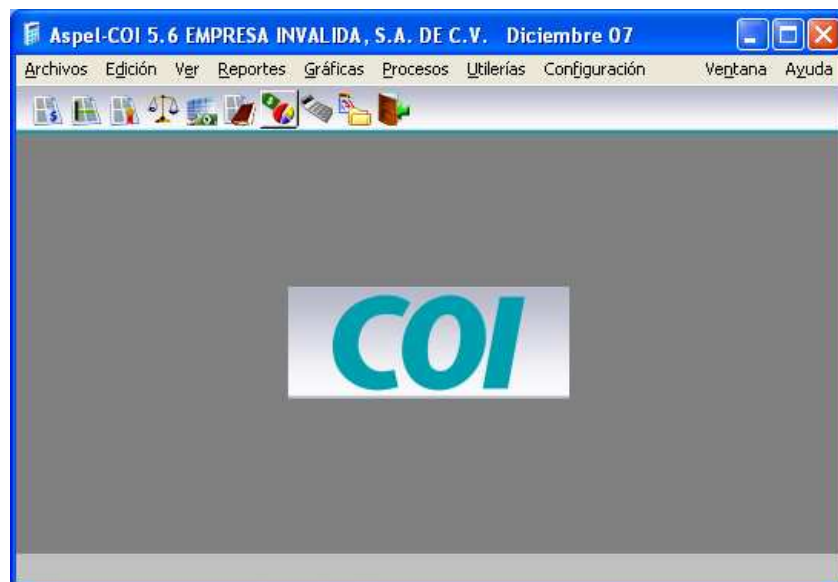 Aspel-COI 5.6 EMPRESA INVALIDA, S.A. DE C.V. Diciembre 07
Archivos Edición Ver Reportes Gráficas Procesos Utilerías Configuración Ventana Ayuda
COI